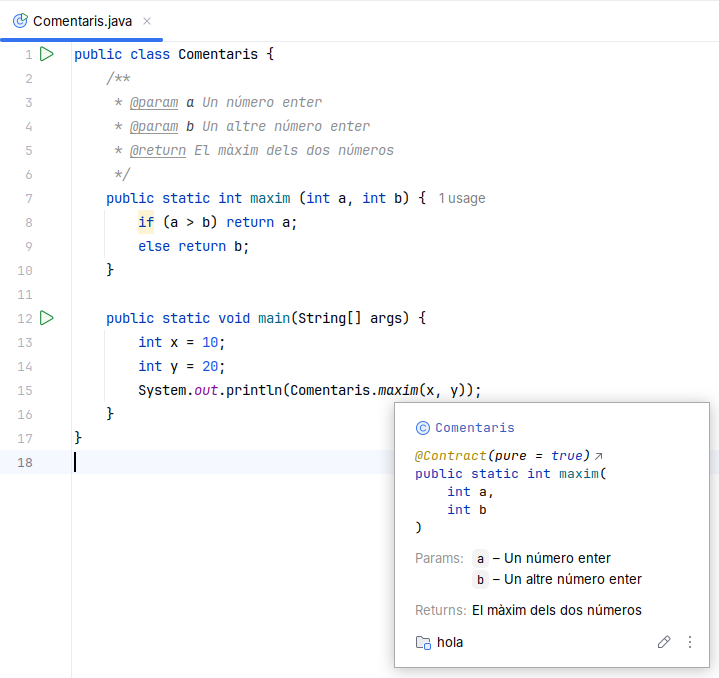 Comentaris.java
1 public class Comentaris {
2 /**
3 * @param a Un número enter
4 * @param b Un altre número enter
5 * @return El màxim dels dos números
6 */
7 public static int maxim (int a, int b) { 1 usage
8 if (a > b) return a;
9 else return b;
10 }
11
12 public static void main(String[] args) {
13 int x = 10;
14 int y = 20;
15 System.out.println(Comentaris.maxim(x, y));
16 }
17 }
18
Comentaris
@Contract(pure = true)
public static int maxim(
int a,
int b
)
Params: a – Un número enter
b – Un altre número enter
Returns: El màxim dels dos números
hola